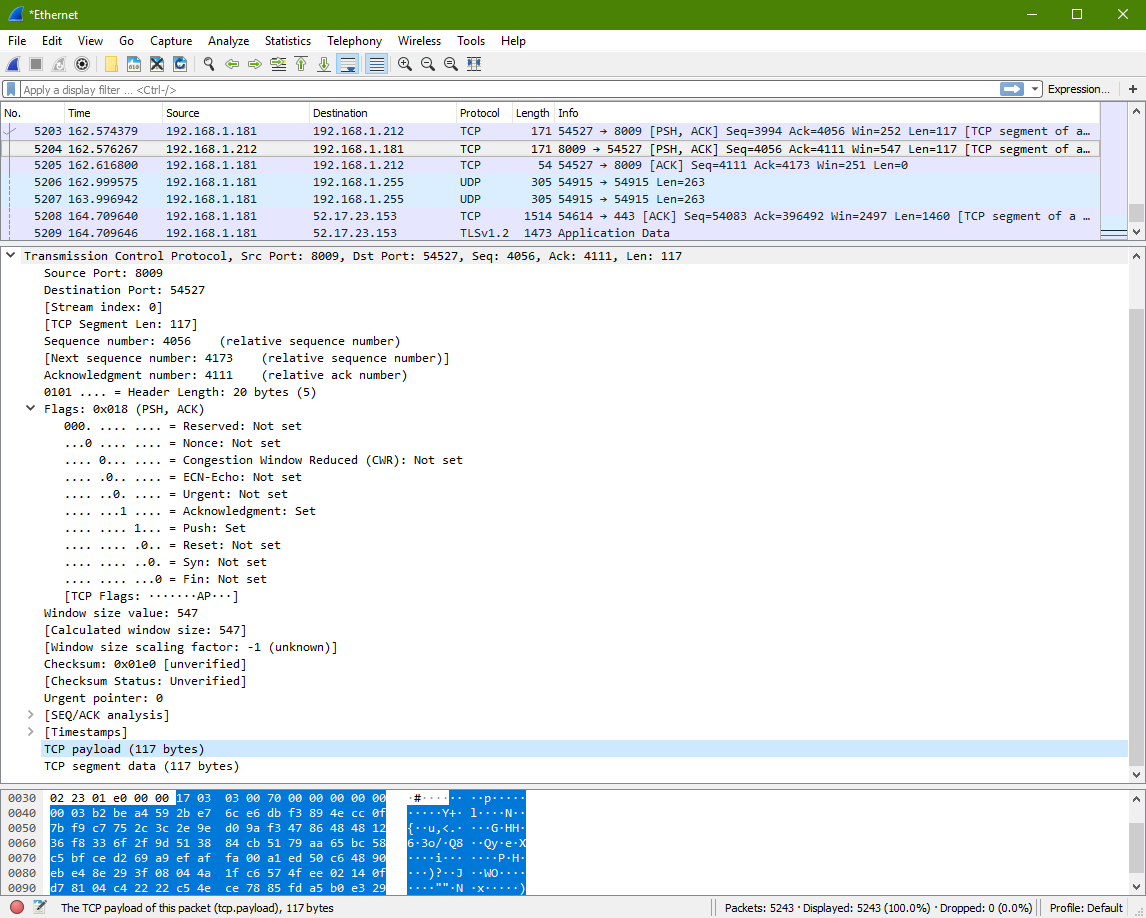 *Ethernet
File Edit View Go Capture Analyze Statistics Telephony Wireless Tools Help
Apply a display filter ... <Ctrl-/> Expression... +
No. Time Source Destination Protocol Length Info
5203 162.574379 192.168.1.181 192.168.1.212 TCP 171 54527 → 8009 [PSH, ACK] Seq=3994 Ack=4056 Win=252 Len=117 [TCP segment of a…
5204 162.576267 192.168.1.212 192.168.1.181 TCP 171 8009 → 54527 [PSH, ACK] Seq=4056 Ack=4111 Win=547 Len=117 [TCP segment of a…
5205 162.616800 192.168.1.181 192.168.1.212 TCP 54 54527 → 8009 [ACK] Seq=4111 Ack=4173 Win=251 Len=0
5206 162.999575 192.168.1.181 192.168.1.255 UDP 305 54915 → 54915 Len=263
5207 163.996942 192.168.1.181 192.168.1.255 UDP 305 54915 → 54915 Len=263
5208 164.709640 192.168.1.181 52.17.23.153 TCP 1514 54614 → 443 [ACK] Seq=54083 Ack=396492 Win=2497 Len=1460 [TCP segment of a …
5209 164.709646 192.168.1.181 52.17.23.153 TLSv1.2 1473 Application Data
Transmission Control Protocol, Src Port: 8009, Dst Port: 54527, Seq: 4056, Ack: 4111, Len: 117
Source Port: 8009
Destination Port: 54527
[Stream index: 0]
[TCP Segment Len: 117]
Sequence number: 4056 (relative sequence number)
[Next sequence number: 4173 (relative sequence number)]
Acknowledgment number: 4111 (relative ack number)
0101 .... = Header Length: 20 bytes (5)
Flags: 0x018 (PSH, ACK)
000. .... .... = Reserved: Not set
...0 .... .... = Nonce: Not set
.... 0... .... = Congestion Window Reduced (CWR): Not set
.... .0.. .... = ECN-Echo: Not set
.... ..0. .... = Urgent: Not set
.... ...1 .... = Acknowledgment: Set
.... .... 1... = Push: Set
.... .... .0.. = Reset: Not set
.... .... ..0. = Syn: Not set
.... .... ...0 = Fin: Not set
[TCP Flags: ·······AP···]
Window size value: 547
[Calculated window size: 547]
[Window size scaling factor: -1 (unknown)]
Checksum: 0x01e0 [unverified]
[Checksum Status: Unverified]
Urgent pointer: 0
[SEQ/ACK analysis]
[Timestamps]
TCP payload (117 bytes)
TCP segment data (117 bytes)
0030 02 23 01 e0 00 00 17 03 03 00 70 00 00 00 00 00 ·#······ ··p·····
0040 00 03 b2 be a4 59 2b e7 6c e6 db f3 89 4e cc 0f ·····Y+· l····N··
0050 7b f9 c7 75 2c 3c 2e 9e d0 9a f3 47 86 48 48 12 {··u,<.· ···G·HH·
0060 36 f8 33 6f 2f 9d 51 38 84 cb 51 79 aa 65 bc 58 6·3o/·Q8 ··Qy·e·X
0070 c5 bf ce d2 69 a9 ef af fa 00 a1 ed 50 c6 48 90 ····i··· ····P·H·
0080 eb e4 8e 29 3f 08 04 4a 1f c6 57 4f ee 02 14 0f ···)?··J ··WO····
0090 d7 81 04 c4 22 22 c5 4e ce 78 85 fd a5 b0 e3 29 ····""·N ·x·····)
The TCP payload of this packet (tcp.payload), 117 bytes Packets: 5243 · Displayed: 5243 (100.0%) · Dropped: 0 (0.0%) Profile: Default